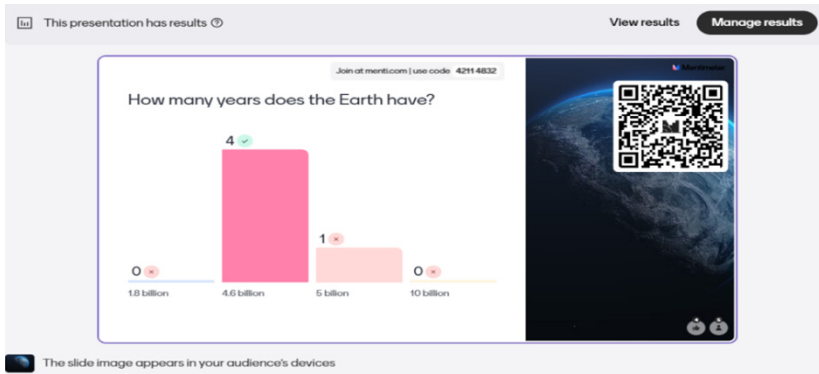 This presentation has results
View results
Manage results
Join at menti.com | use code 4211 4832
Mentimeter
How many years does the Earth have?
4
1
0
0
1.8 billion
4.6 billion
5 bilion
10 billion
The slide image appears in your audience's devices